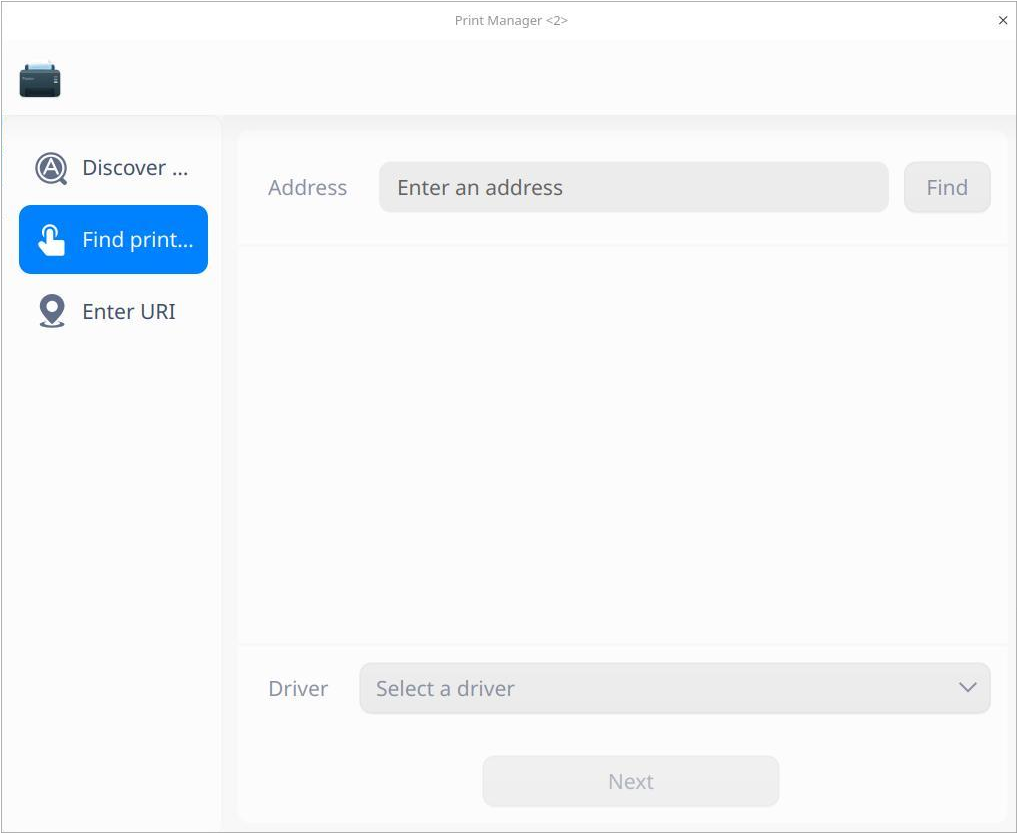 Print Manager <2>
Discover ...
Find print...
Enter URI
Address
Enter an address
Find
Driver
Select a driver
Next